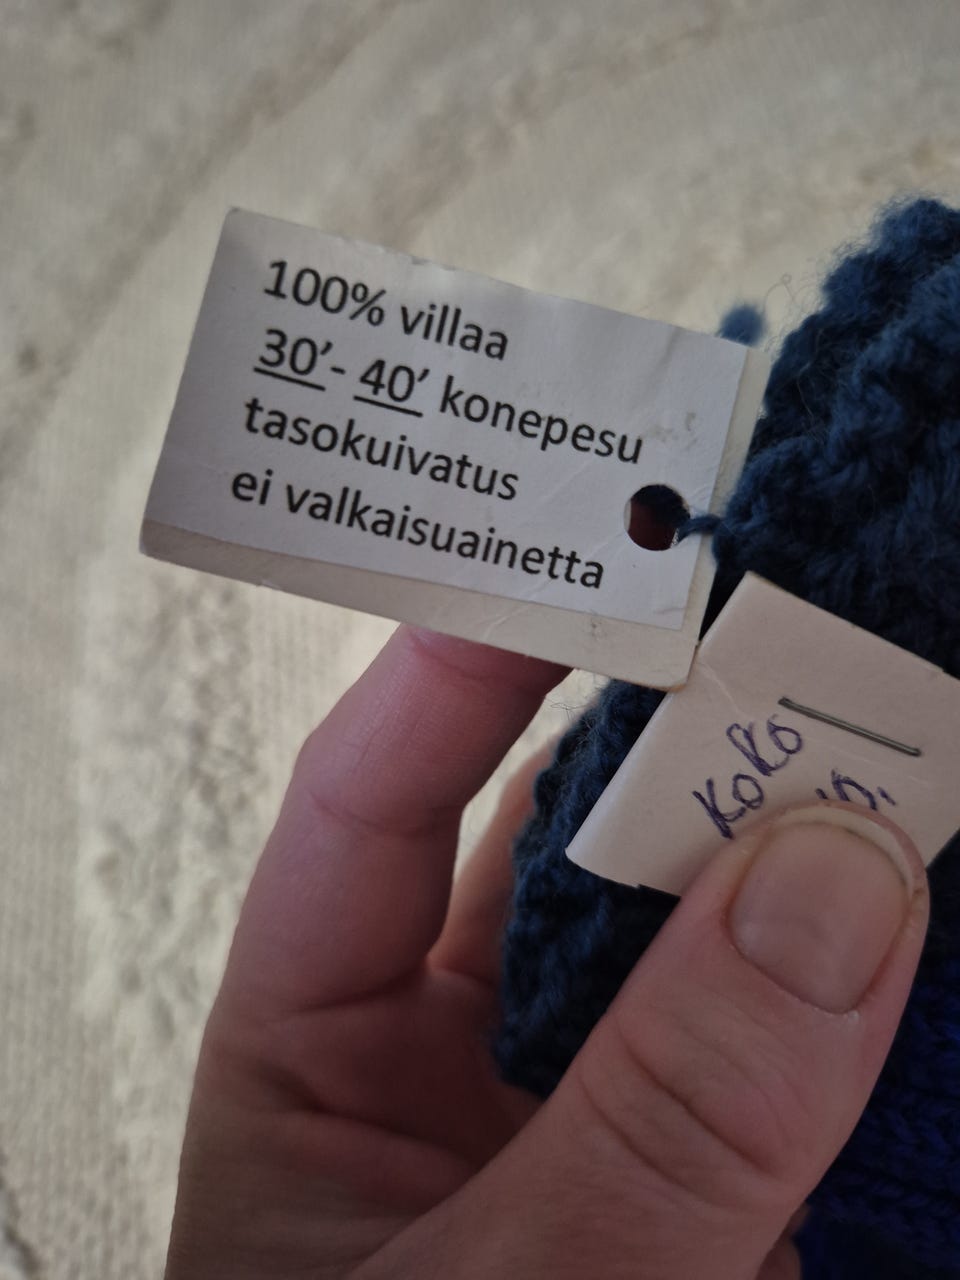 100% villaa
30’- 40’ konepesu
tasokuivatus
ei valkaisuainetta
KOKO